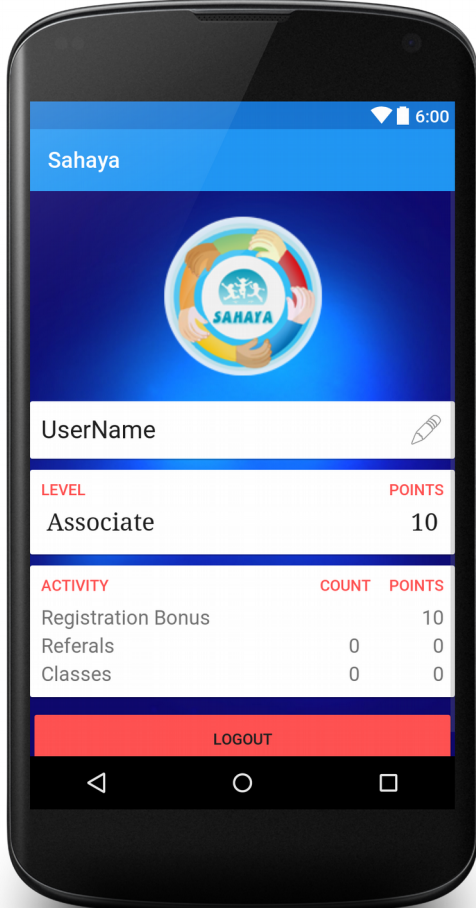 6:00
Sahaya
SAHAYA
UserName
LEVEL POINTS
Associate 10
ACTIVITY COUNT POINTS
Registration Bonus 10
Referals 0 0
Classes 0 0
LOGOUT